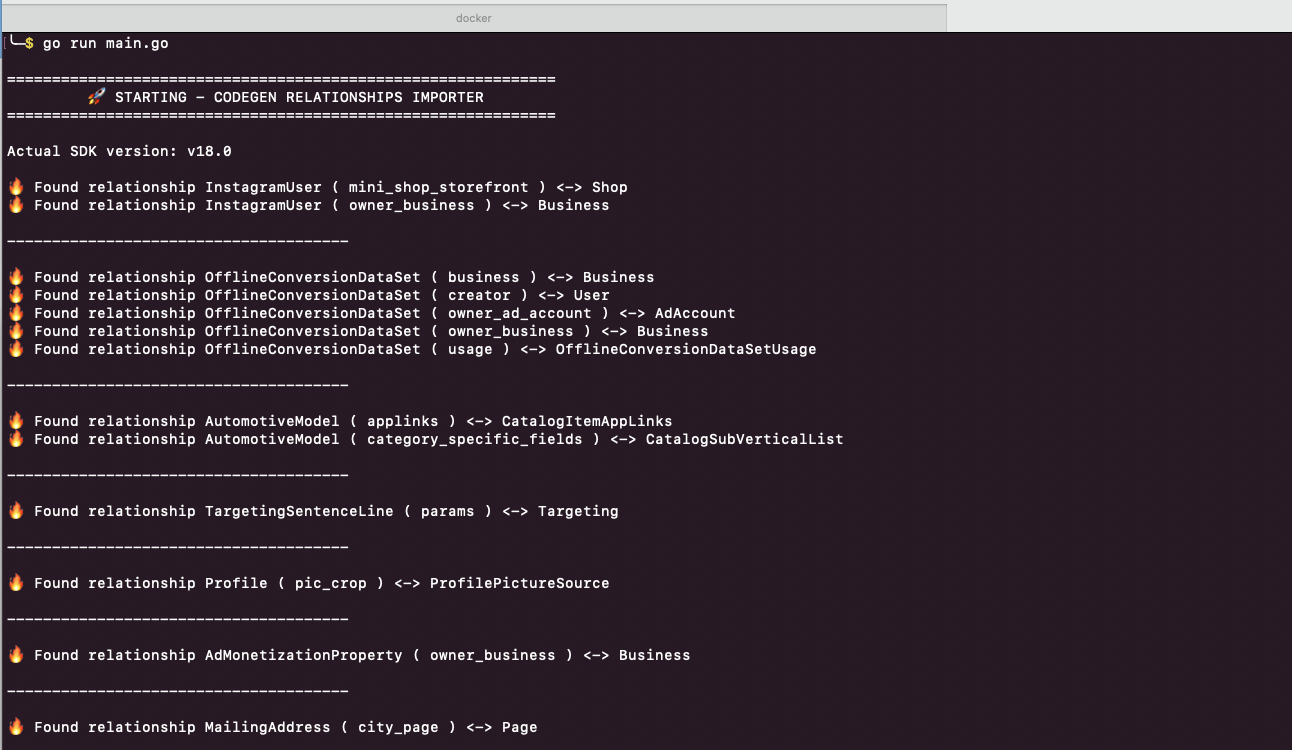 docker
$ go run main.go
=============================================================
🚀 STARTING – CODEGEN RELATIONSHIPS IMPORTER
=============================================================
Actual SDK version: v18.0
🔥 Found relationship InstagramUser ( mini_shop_storefront ) <–> Shop
🔥 Found relationship InstagramUser ( owner_business ) <–> Business
--------------------------------------
🔥 Found relationship OfflineConversionDataSet ( business ) <–> Business
🔥 Found relationship OfflineConversionDataSet ( creator ) <–> User
🔥 Found relationship OfflineConversionDataSet ( owner_ad_account ) <–> AdAccount
🔥 Found relationship OfflineConversionDataSet ( owner_business ) <–> Business
🔥 Found relationship OfflineConversionDataSet ( usage ) <–> OfflineConversionDataSetUsage
--------------------------------------
🔥 Found relationship AutomotiveModel ( applinks ) <–> CatalogItemAppLinks
🔥 Found relationship AutomotiveModel ( category_specific_fields ) <–> CatalogSubVerticalList
--------------------------------------
🔥 Found relationship TargetingSentenceLine ( params ) <–> Targeting
--------------------------------------
🔥 Found relationship Profile ( pic_crop ) <–> ProfilePictureSource
--------------------------------------
🔥 Found relationship AdMonetizationProperty ( owner_business ) <–> Business
--------------------------------------
🔥 Found relationship MailingAddress ( city_page ) <–> Page